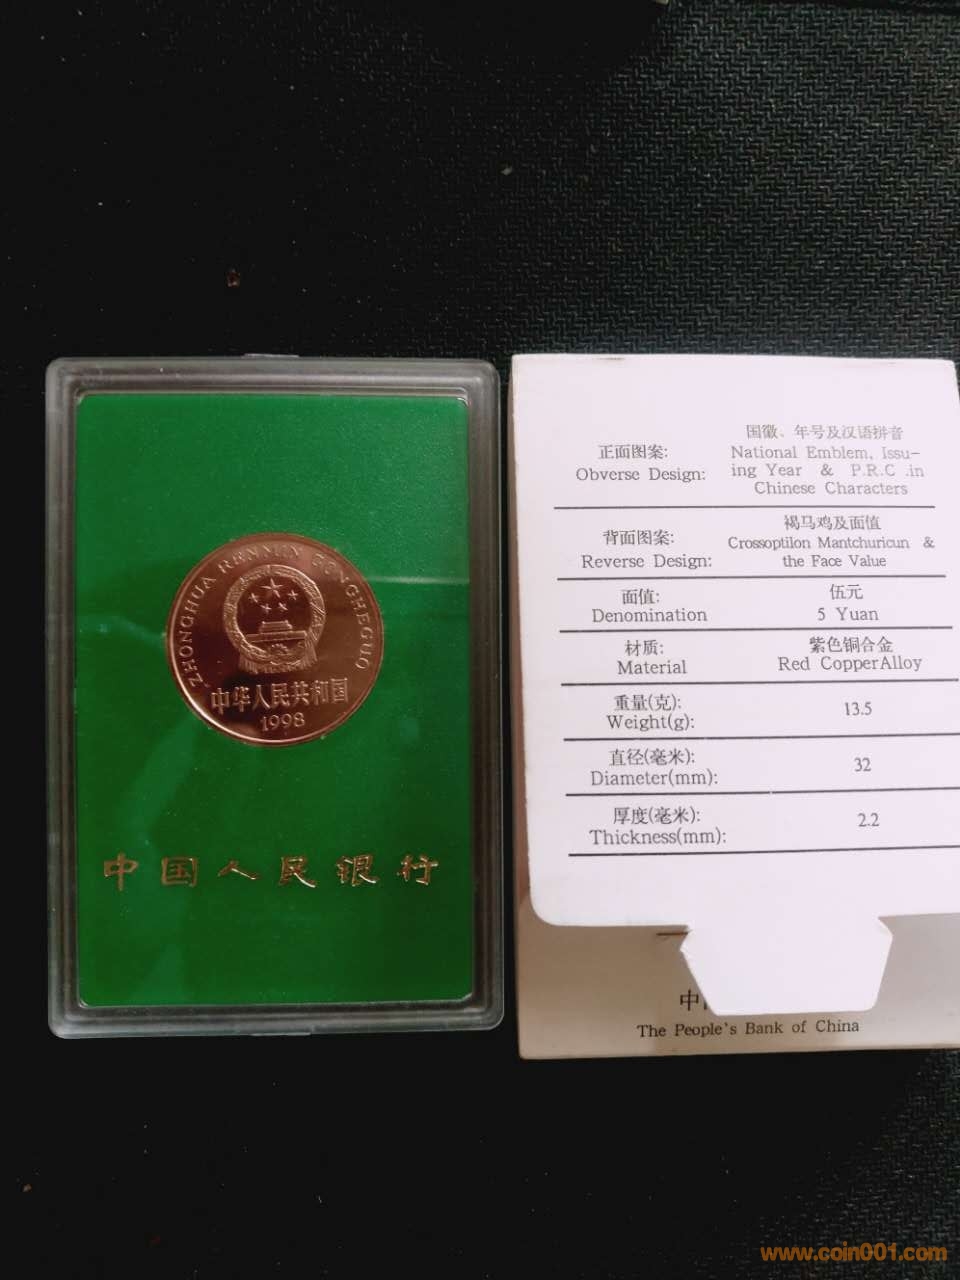 ZHONGHUA RENMIN GONGHEGUO
中华人民共和国
1998
中国人民银行
正面图案:
Obverse Design:
国徽、年号及汉语拼音
National Emblem, Issu-
ing Year & P.R.C .in
Chinese Characters
背面图案:
Reverse Design:
褐马鸡及面值
Crossoptilon Mantchuricun &
the Face Value
面值:
Denomination
伍元
5 Yuan
材质:
Material
紫色铜合金
Red CopperAlloy
重量(克):
Weight(g):
13.5
直径(毫米):
Diameter(mm):
32
厚度(毫米):
Thickness(mm):
2.2
中
The People's Bank of China
www.coin001.com